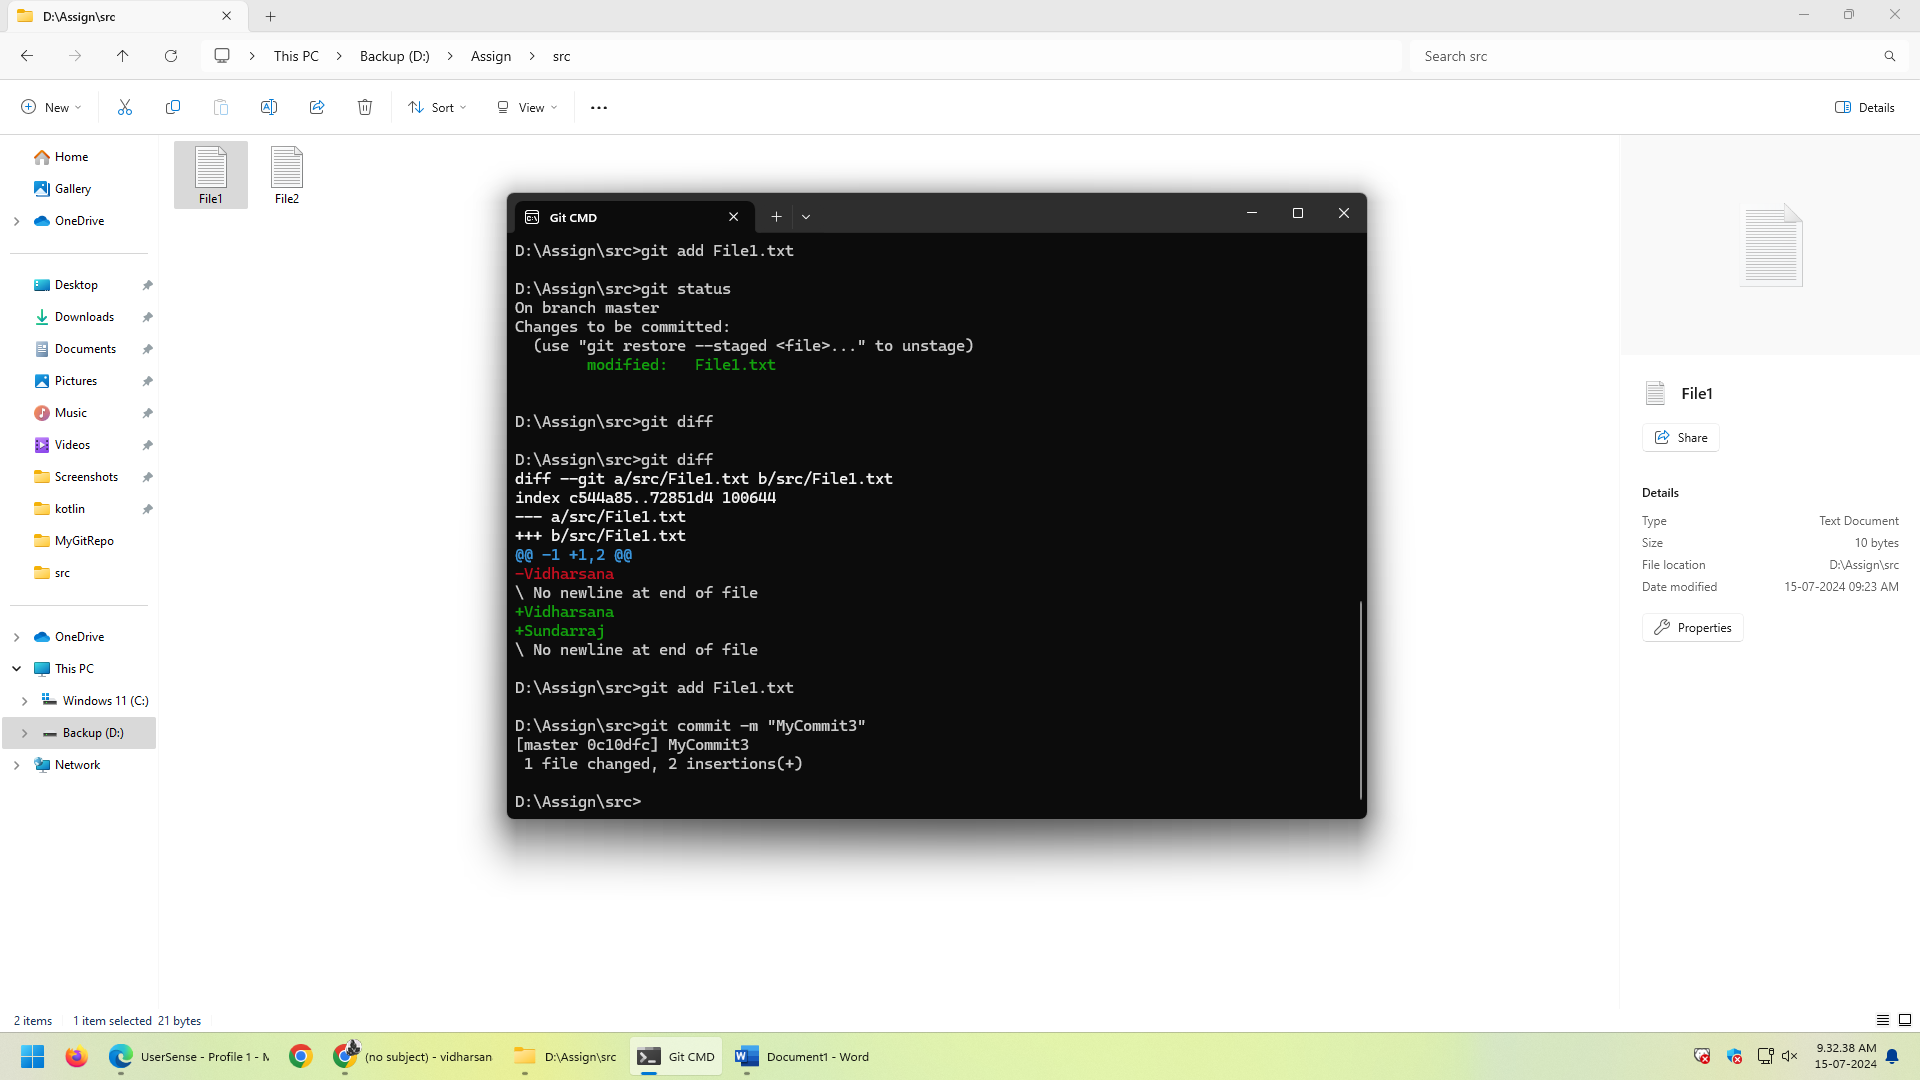 D:\Assign\src
This PC
Backup (D:)
Assign
src
Search src
New
Sort
View
Details
Home
Gallery
OneDrive
Desktop
Downloads
Documents
Pictures
Music
Videos
Screenshots
kotlin
MyGitRepo
src
OneDrive
This PC
Windows 11 (C:)
Backup (D:)
Network
File1
File2
Git CMD
D:\Assign\src>git add File1.txt
D:\Assign\src>git status
On branch master
Changes to be committed:
(use "git restore --staged <file>..." to unstage)
modified: File1.txt
D:\Assign\src>git diff
D:\Assign\src>git diff
diff --git a/src/File1.txt b/src/File1.txt
index c544a85..72851d4 100644
--- a/src/File1.txt
+++ b/src/File1.txt
@@ -1 +1,2 @@
-Vidharsana
\ No newline at end of file
+Vidharsana
+Sundarraj
\ No newline at end of file
D:\Assign\src>git add File1.txt
D:\Assign\src>git commit -m "MyCommit3"
[master 0c10dfc] MyCommit3
1 file changed, 2 insertions(+)
D:\Assign\src>
File1
Share
Details
Type Text Document
Size 10 bytes
File location D:\Assign\src
Date modified 15-07-2024 09:23 AM
Properties
2 items 1 item selected 21 bytes
UserSense - Profile 1 - M
(no subject) - vidharsan
D:\Assign\src
Git CMD
Document1 - Word
9.32.38 AM
15-07-2024